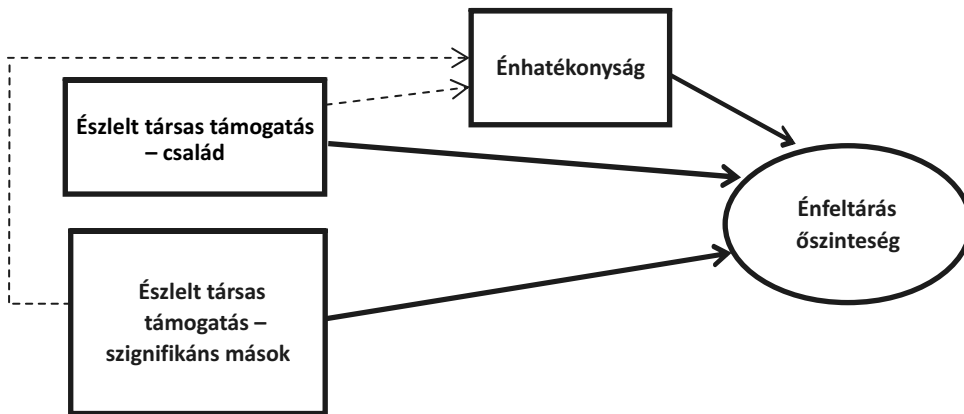 Énhatékonyság
Észlelt társas támogatás
– család
Énfeltárás
őszinteség
Észlelt társas
támogatás –
szignifikáns mások